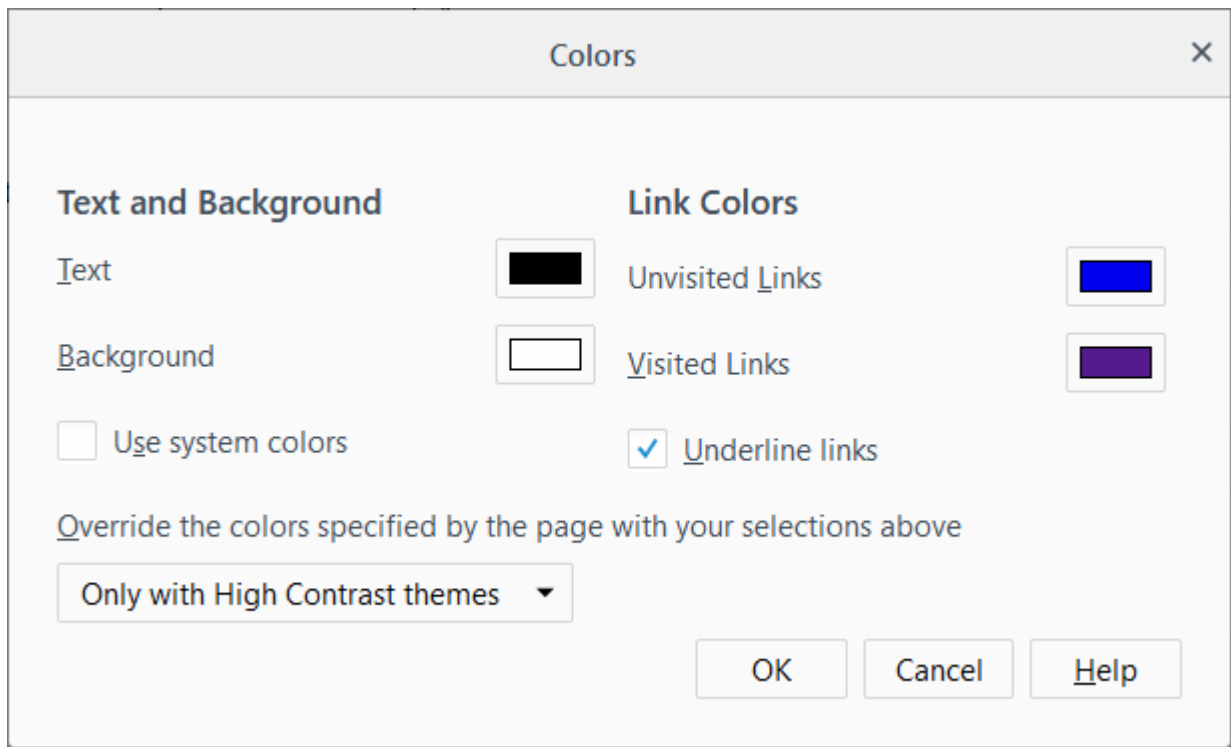 Colors
Text and Background
Text
Background
Use system colors
Link Colors
Unvisited Links
Visited Links
Underline links
Override the colors specified by the page with your selections above
Only with High Contrast themes
OK
Cancel
Help